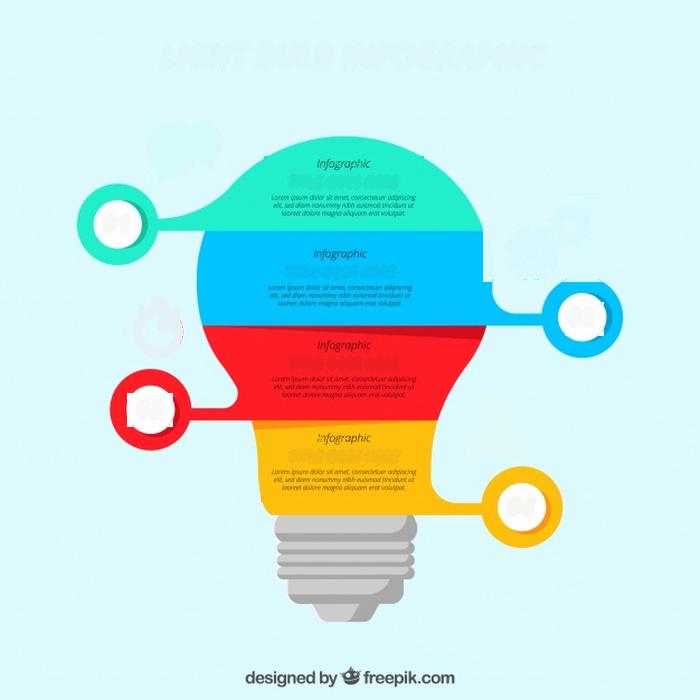 LIGHT BULB INFOGRAPHIC
Infographic
Lorem ipsum dolor sit amet, consectetuer adipiscing
elit, sed diam nonummy nibh euismod tincidunt ut
laoreet dolore magna aliquam erat volutpat.
Infographic
Lorem ipsum dolor sit amet, consectetuer adipiscing
elit, sed diam nonummy nibh euismod tincidunt ut
laoreet dolore magna aliquam erat volutpat.
Infographic
Lorem ipsum dolor sit amet, consectetuer adipiscing
elit, sed diam nonummy nibh euismod tincidunt ut
laoreet dolore magna aliquam erat volutpat.
Infographic
Lorem ipsum dolor sit amet, consectetuer adipiscing
elit, sed diam nonummy nibh euismod tincidunt ut
laoreet dolore magna aliquam erat volutpat.
designed by freepik.com